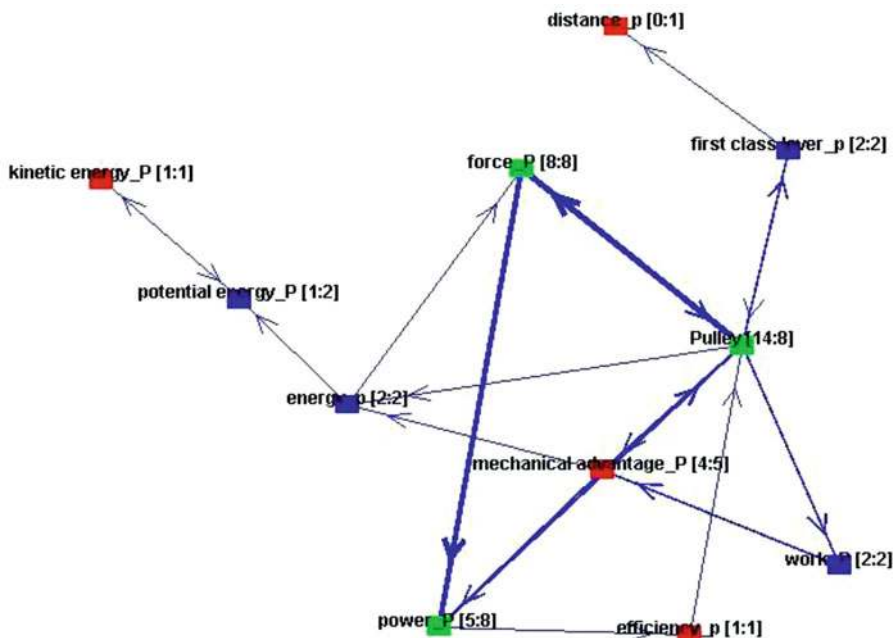 distance_p [0:1]
first class lever_p [2:2]
force_P [8:8]
kinetic energy_P [1:1]
potential energy_P [1:2]
Pulley [14:8]
energy_p [2:2]
mechanical advantage_P [4:5]
work_P [2:2]
power_P [5:8]
efficiency_p [1:1]